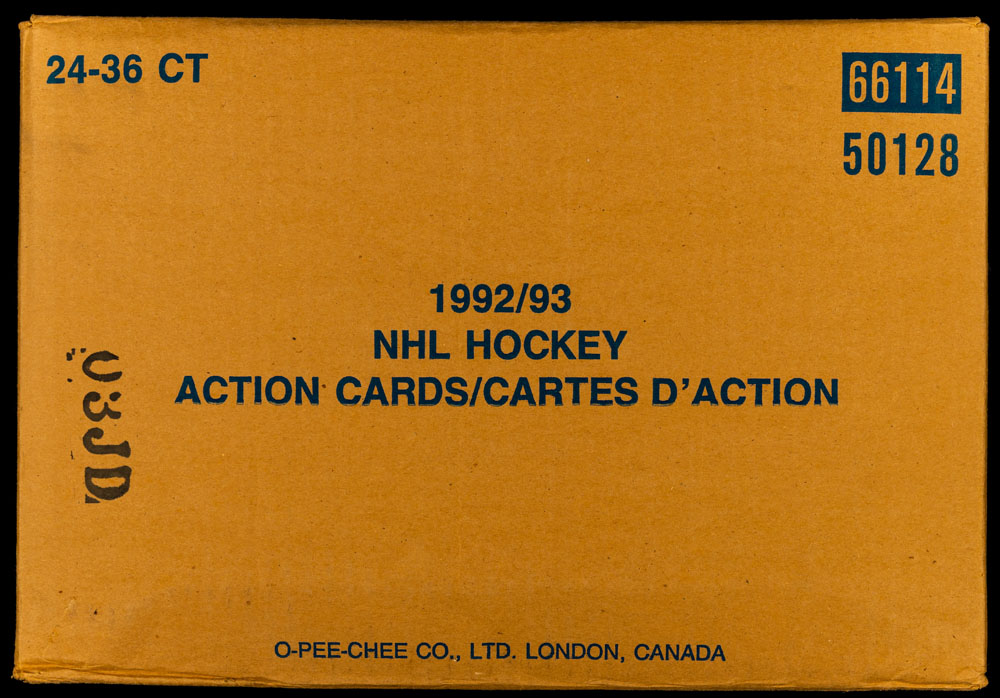 24-36 CT
66114
50128
1992/93
NHL HOCKEY
ACTION CARDS/CARTES D'ACTION
03JD
O-PEE-CHEE CO., LTD. LONDON, CANADA